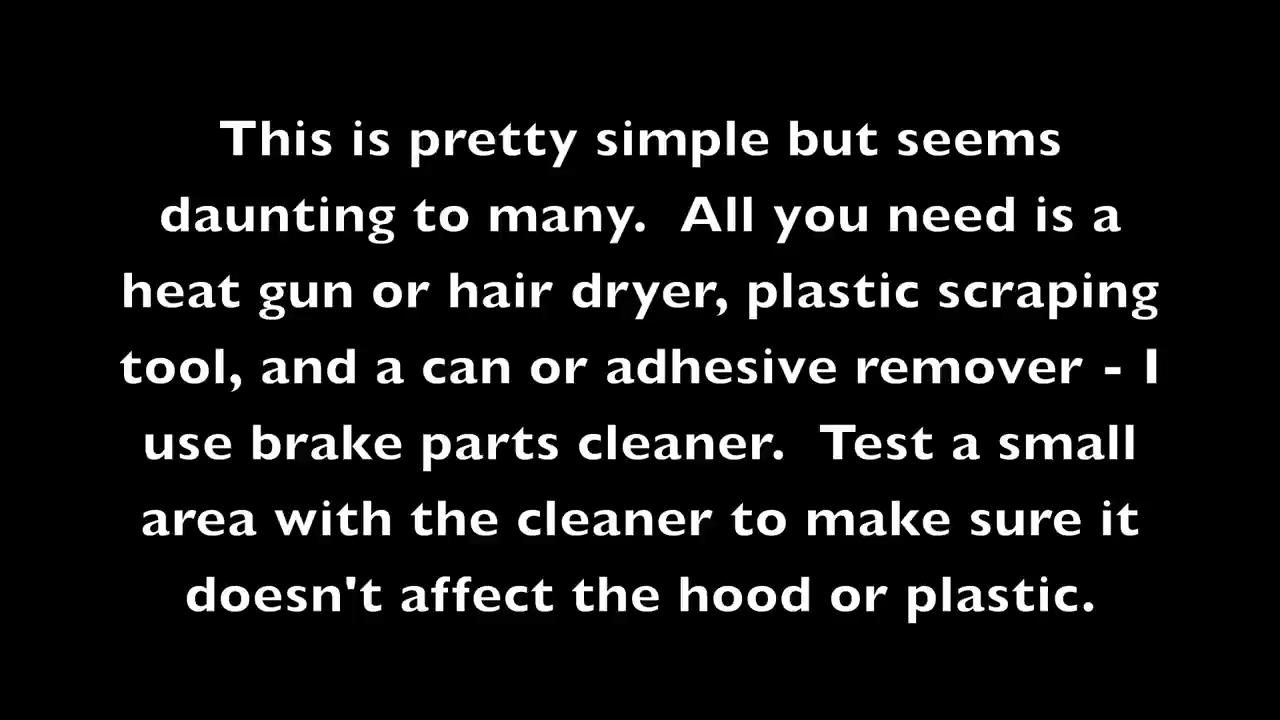 This is pretty simple but seems
daunting to many.  All you need is a
heat gun or hair dryer, plastic scraping
tool, and a can or adhesive remover - I
use brake parts cleaner.  Test a small
area with the cleaner to make sure it
doesn't affect the hood or plastic.